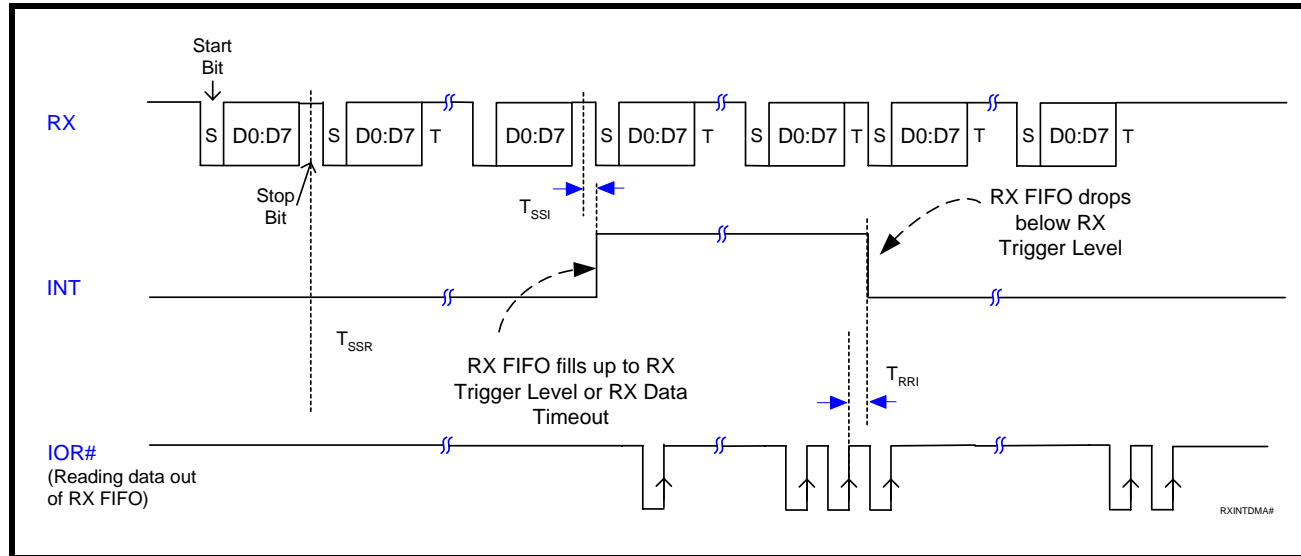 Start
Bit
RX
S D0:D7 S D0:D7 T D0:D7 S D0:D7 T S D0:D7 T S D0:D7 T S D0:D7
Stop
Bit
TSSI
RX FIFO drops
below RX
Trigger Level
INT
TSSR
RX FIFO fills up to RX
Trigger Level or RX Data
Timeout
TRRI
IOR#
(Reading data out
of RX FIFO)
RXINTDMA#